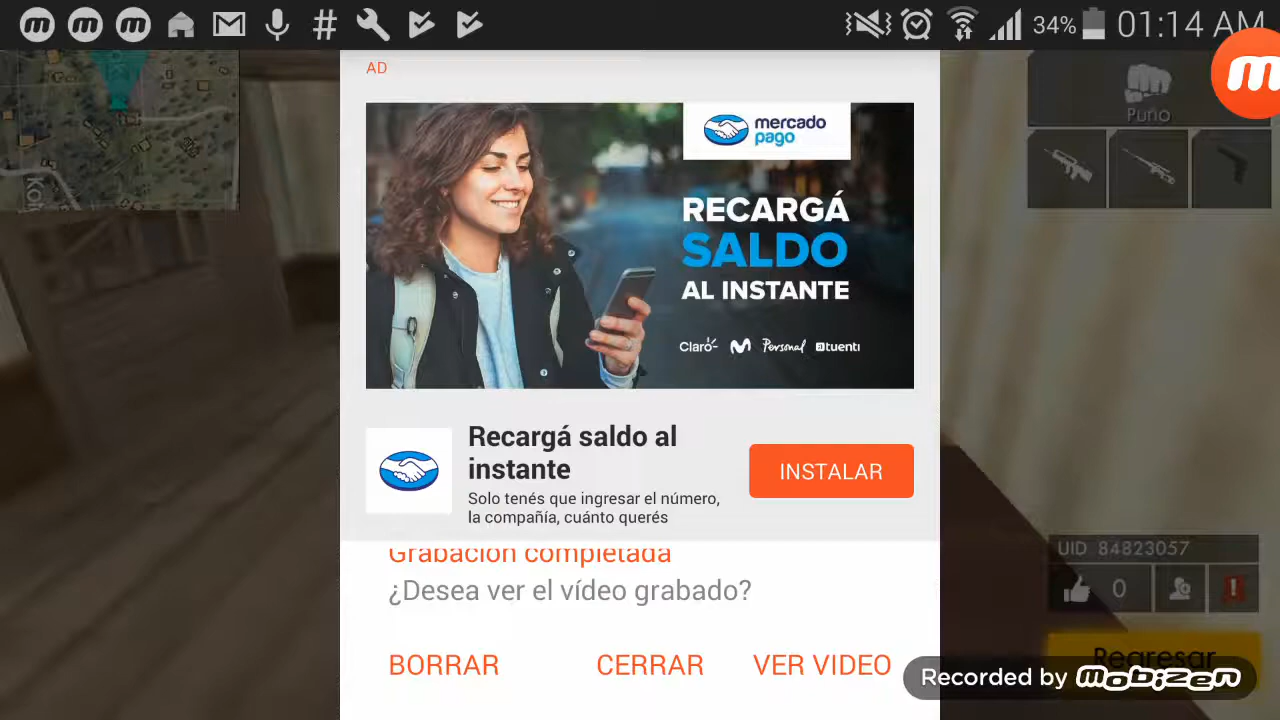 34% 01:14 AM
AD
mercado
pago
RECARGÁ
SALDO
AL INSTANTE
Claro Personal tuenti
Recargá saldo al
instante
INSTALAR
Solo tenés que ingresar el número,
la compañía, cuánto querés
Grabación completada
¿Desea ver el vídeo grabado?
BORRAR CERRAR VER VIDEO
Puño
UID 84823057
0
Regresar
Recorded by mobizen